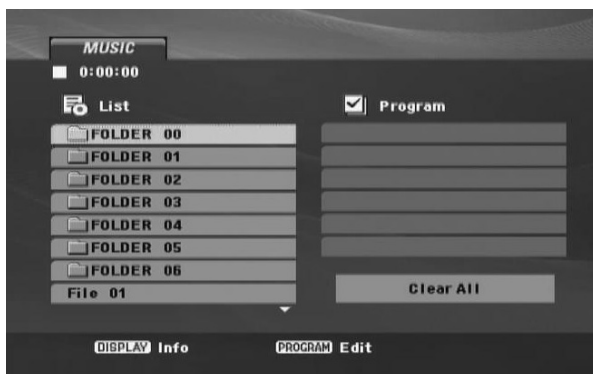 MUSIC
0:00:00
List
Program
FOLDER 00
FOLDER 01
FOLDER 02
FOLDER 03
FOLDER 04
FOLDER 05
FOLDER 06
File 01
Clear All
DISPLAY Info
PROGRAM Edit